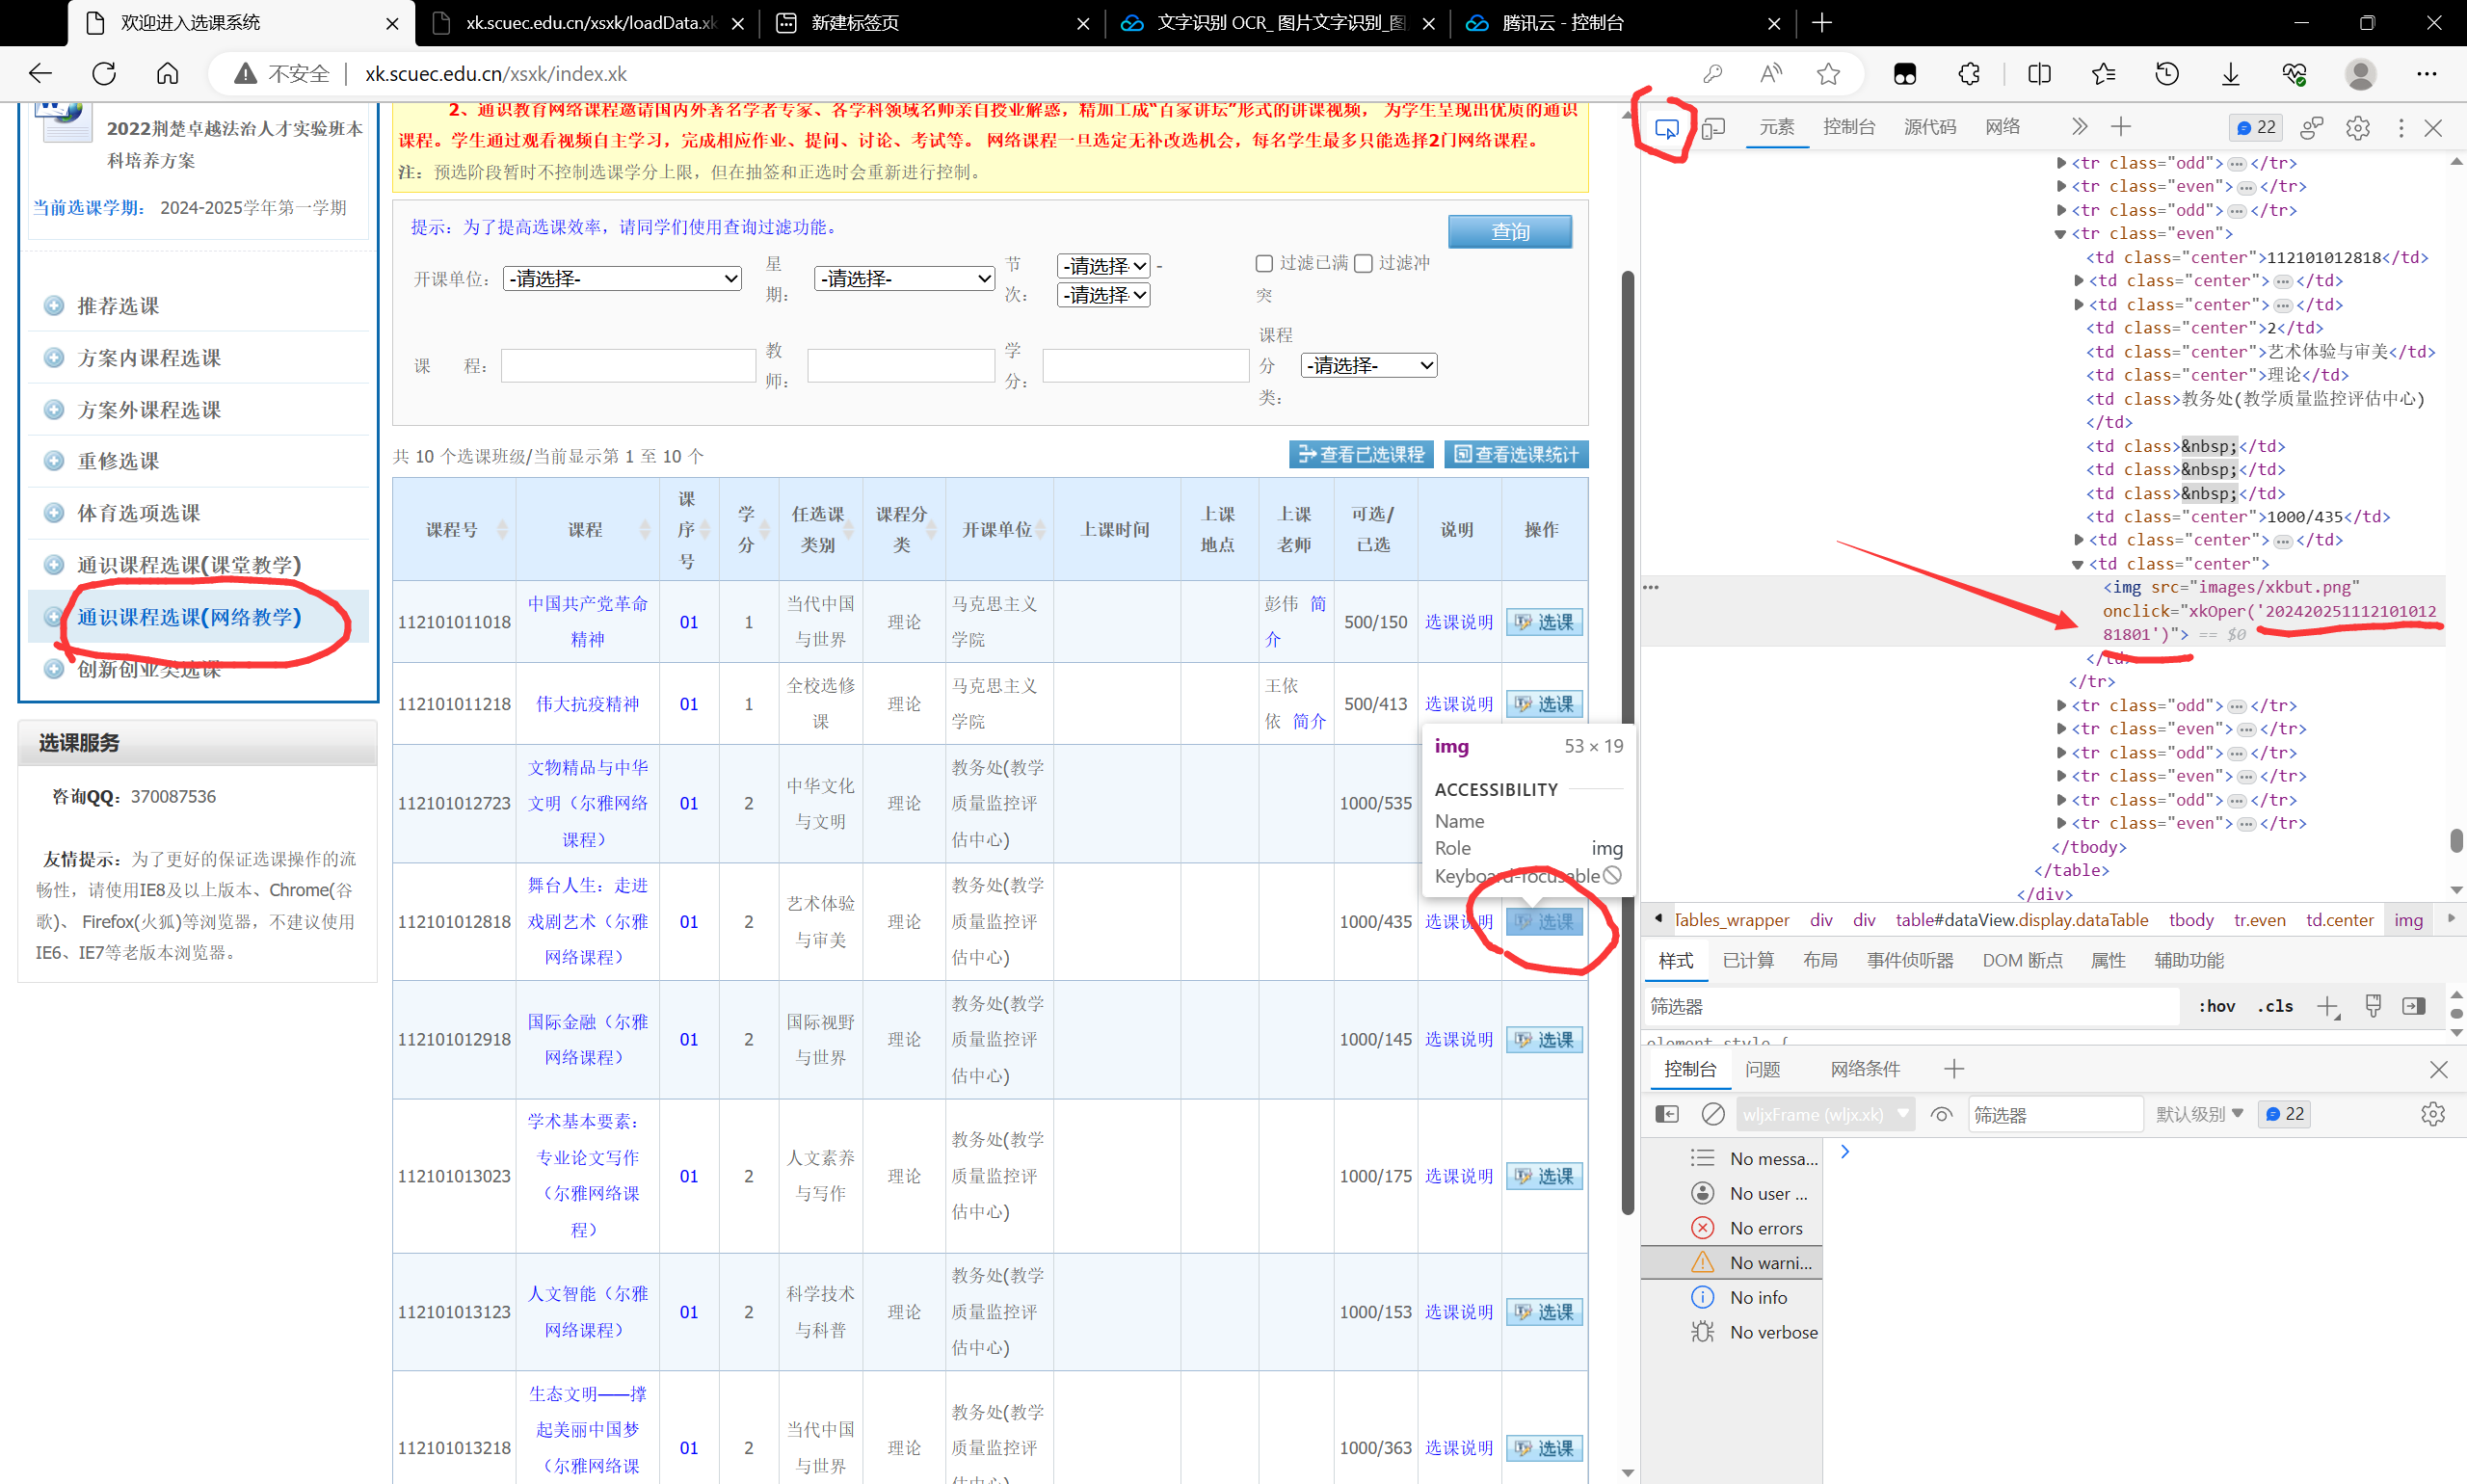 欢迎进入选课系统
xk.scuec.edu.cn/xsxk/loadData.xk
新建标签页
文字识别 OCR_ 图片文字识别_图
腾讯云 - 控制台
不安全
xk.scuec.edu.cn/xsxk/index.xk
2022荆楚卓越法治人才实验班本
科培养方案
当前选课学期： 2024-2025学年第一学期
推荐选课
方案内课程选课
方案外课程选课
重修选课
体育选项选课
通识课程选课(课堂教学)
通识课程选课(网络教学)
创新创业类选课
选课服务
咨询QQ：370087536
友情提示：为了更好的保证选课操作的流
畅性，请使用IE8及以上版本、Chrome(谷
歌)、Firefox(火狐)等浏览器，不建议使用
IE6、IE7等老版本浏览器。
2、通识教育网络课程邀请国内外著名学者专家、各学科领域名师亲自授业解惑，精加工成“百家讲坛”形式的讲课视频， 为学生呈现出优质的通识
课程。学生通过观看视频自主学习，完成相应作业、提问、讨论、考试等。 网络课程一旦选定无补改选机会，每名学生最多只能选择2门网络课程。
注：预选阶段暂时不控制选课学分上限，但在抽签和正选时会重新进行控制。
提示：为了提高选课效率，请同学们使用查询过滤功能。
查询
开课单位： -请选择-
星期： -请选择-
节次： -请选择- - -请选择-
过滤已满 过滤冲突
课 程：
教师：
学分：
课程分类： -请选择-
共 10 个选课班级/当前显示第 1 至 10 个
查看已选课程 查看选课统计
课程号 课程 课序号 学分 任选课类别 课程分类 开课单位 上课时间 上课地点 上课老师 可选/已选 说明 操作
112101011018 中国共产党革命精神 01 1 当代中国与世界 理论 马克思主义学院 彭伟 简介 500/150 选课说明 选课
112101011218 伟大抗疫精神 01 1 全校选修课 理论 马克思主义学院 王依依 简介 500/413 选课说明 选课
112101012723 文物精品与中华文明（尔雅网络课程） 01 2 中华文化与文明 理论 教务处(教学质量监控评估中心) 1000/535
112101012818 舞台人生：走进戏剧艺术（尔雅网络课程） 01 2 艺术体验与审美 理论 教务处(教学质量监控评估中心) 1000/435 选课说明 选课
112101012918 国际金融（尔雅网络课程） 01 2 国际视野与世界 理论 教务处(教学质量监控评估中心) 1000/145 选课说明 选课
112101013023 学术基本要素：专业论文写作（尔雅网络课程） 01 2 人文素养与写作 理论 教务处(教学质量监控评估中心) 1000/175 选课说明 选课
112101013123 人文智能（尔雅网络课程） 01 2 科学技术与科普 理论 教务处(教学质量监控评估中心) 1000/153 选课说明 选课
112101013218 生态文明——撑起美丽中国梦（尔雅网络课 01 2 当代中国与世界 理论 教务处(教学质量监控评 1000/363 选课说明 选课
img 53 × 19
ACCESSIBILITY
Name
Role img
Keyboard-focusable
元素 控制台 源代码 网络 22
<tr class="odd"> ... </tr>
<tr class="even"> ... </tr>
<tr class="odd"> ... </tr>
<tr class="even">
<td class="center">112101012818</td>
<td class="center"> ... </td>
<td class="center"> ... </td>
<td class="center">2</td>
<td class="center">艺术体验与审美</td>
<td class="center">理论</td>
<td class>教务处(教学质量监控评估中心)
</td>
<td class>&nbsp;</td>
<td class>&nbsp;</td>
<td class>&nbsp;</td>
<td class="center">1000/435</td>
<td class="center"> ... </td>
<td class="center">
<img src="images/xkbut.png"
onclick="xkOper('202420251112101012
81801')"> == $0
</td>
</tr>
<tr class="odd"> ... </tr>
<tr class="even"> ... </tr>
<tr class="odd"> ... </tr>
<tr class="even"> ... </tr>
<tr class="odd"> ... </tr>
<tr class="even"> ... </tr>
</tbody>
</table>
</div>
Tables_wrapper div div table#dataView.display.dataTable tbody tr.even td.center img
样式 已计算 布局 事件侦听器 DOM 断点 属性 辅助功能
筛选器 :hov .cls
element.style {
控制台 问题 网络条件
wljxFrame (wljx.xk) 筛选器 默认级别 22
No messa...
No user ...
No errors
No warni...
No info
No verbose